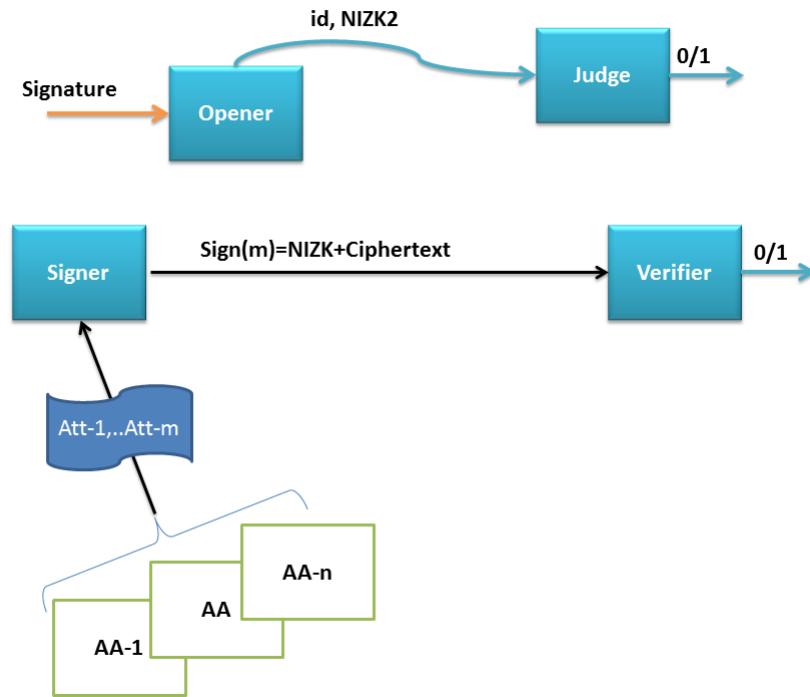 id, NIZK2
Signature
Opener
Judge
0/1
Sign(m)=NIZK+Ciphertext
Signer
Verifier
0/1
Att-1,..Att-m
AA-n
AA
AA-1